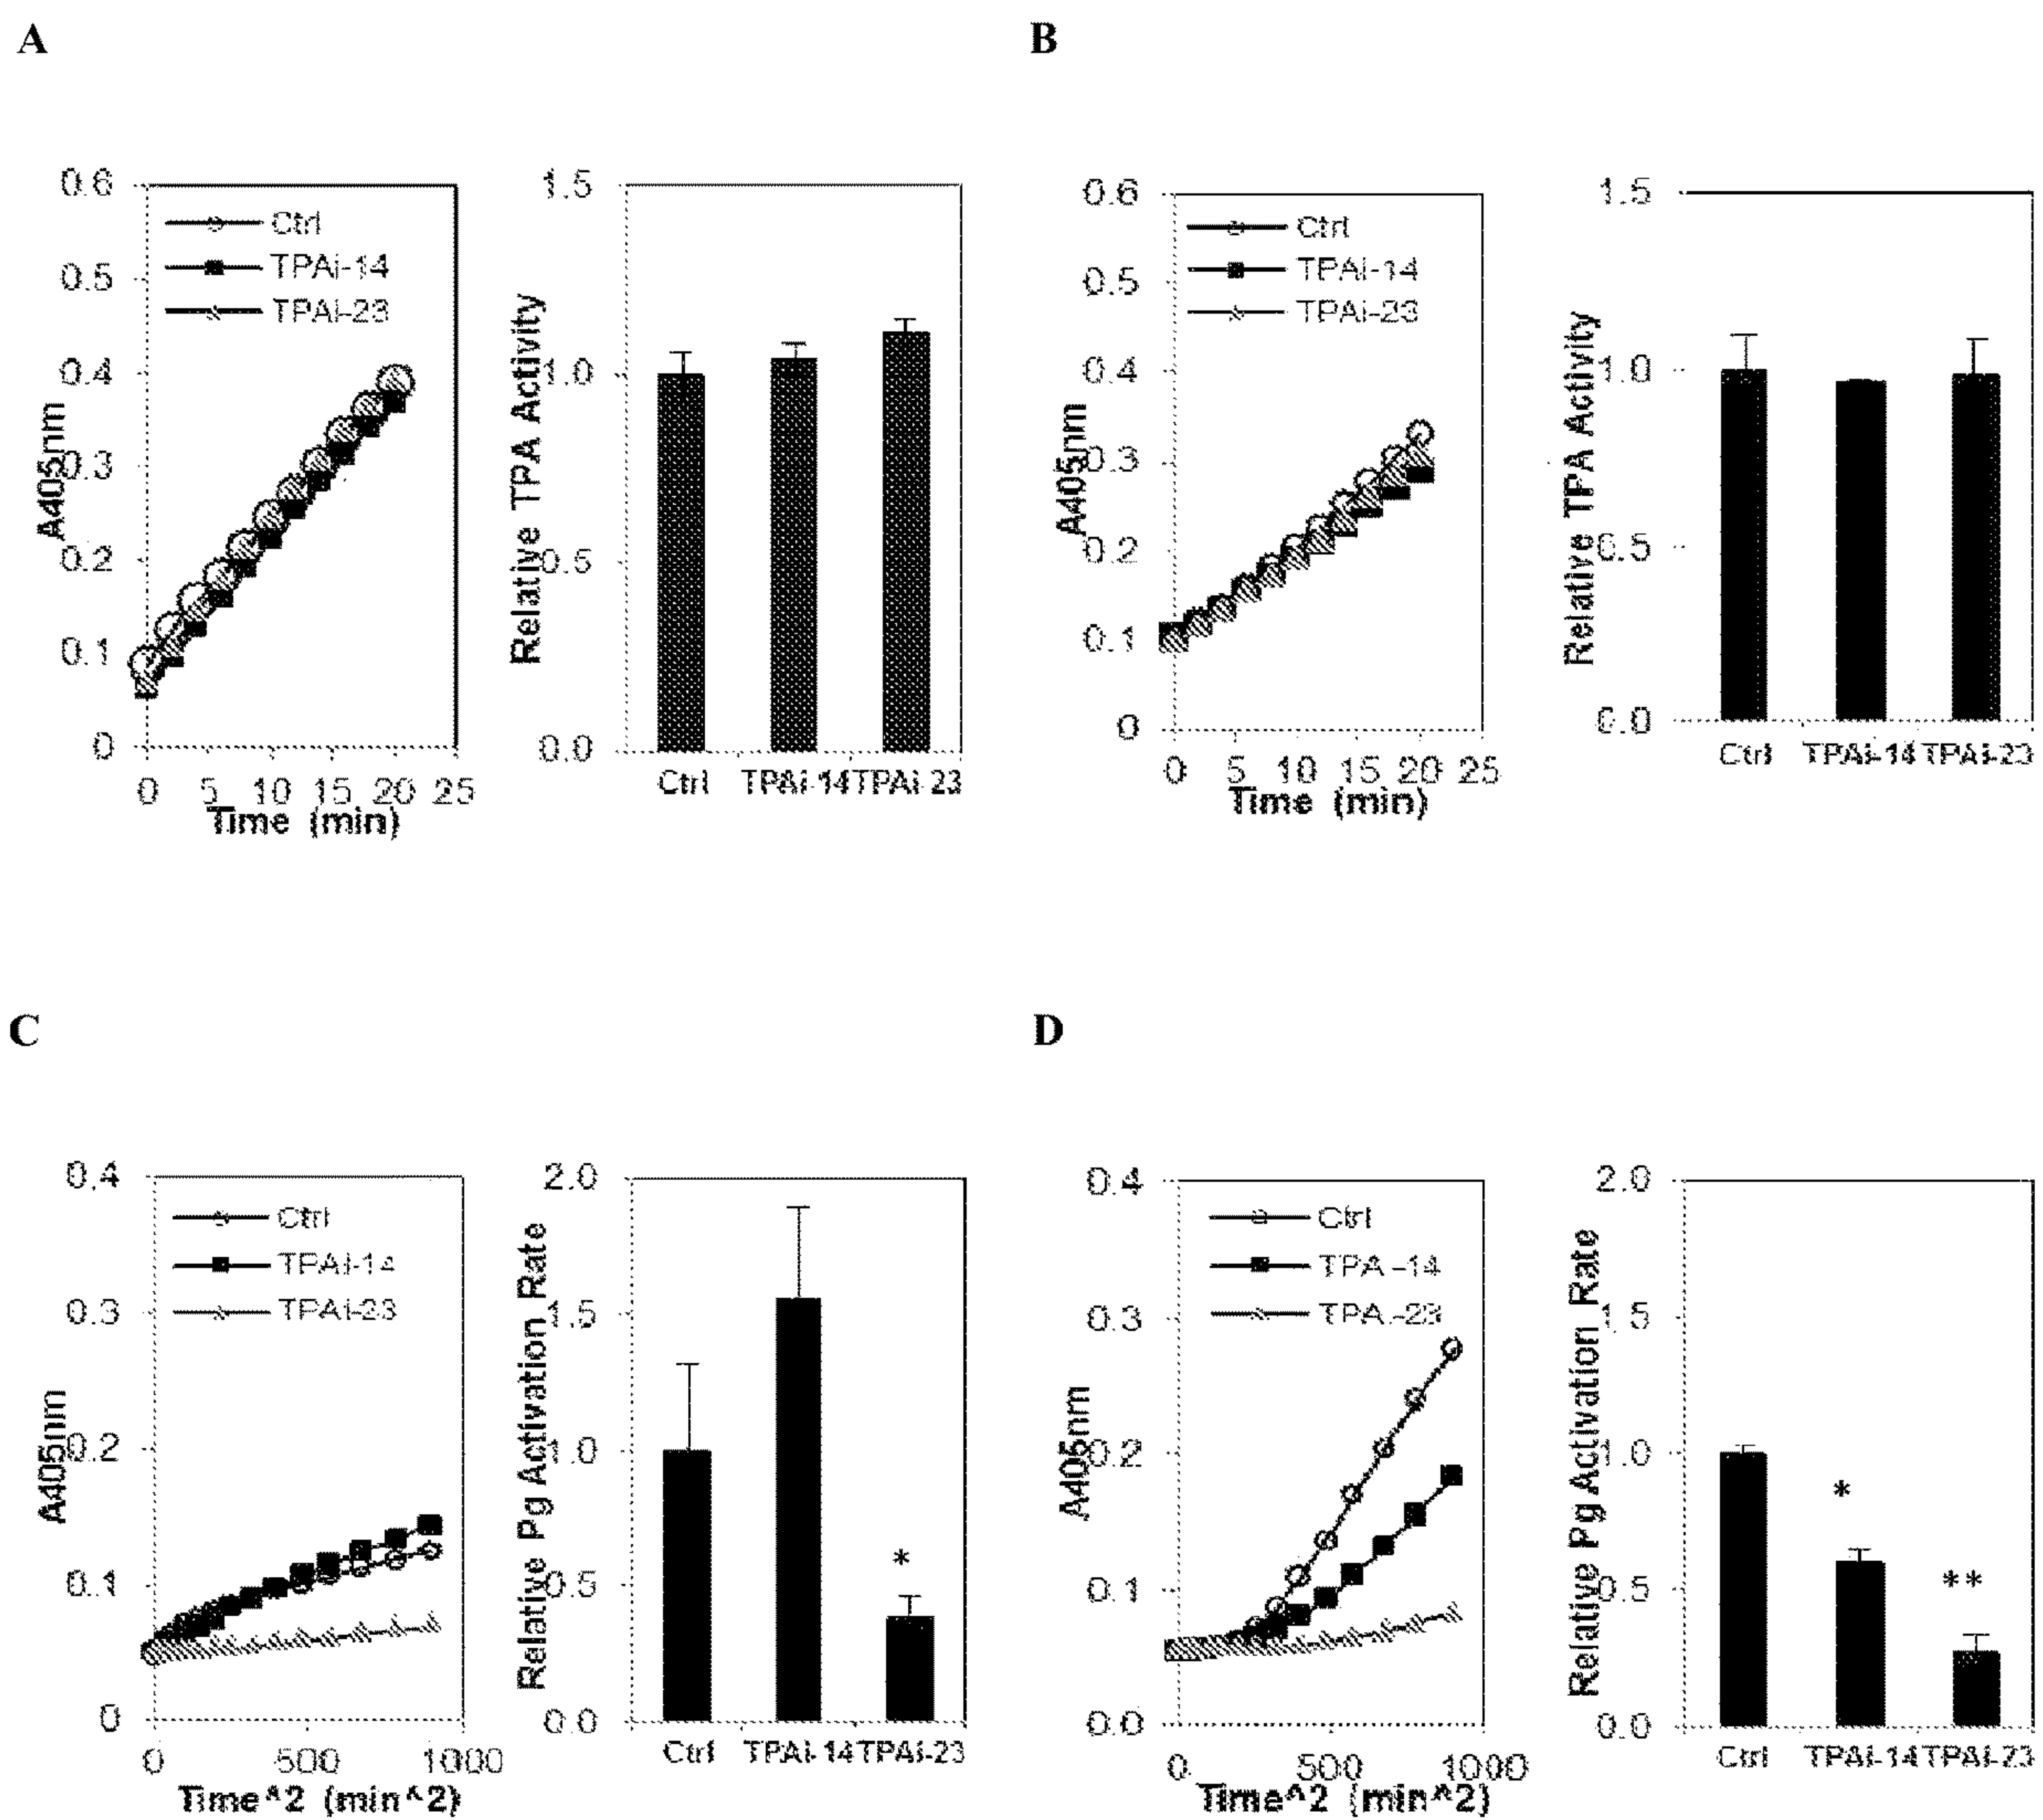 A
0.6
0.5
0.4
0.3
0.2
0.1
0
A405nm
Ctrl
TPAi-14
TPAi-23
0 5 10 15 20 25
Time (min)
1.5
1.0
0.5
0.0
Relative TPA Activity
Ctrl TPAi-14 TPAi-23
B
0.6
0.5
0.4
0.3
0.2
0.1
0
A405nm
Ctrl
TPAi-14
TPAi-23
0 5 10 15 20 25
Time (min)
1.5
1.0
0.5
0.0
Relative TPA Activity
Ctrl TPAi-14 TPAi-23
C
0.4
0.3
0.2
0.1
0
A405nm
Ctrl
TPAi-14
TPAi-23
0 500 1000
Time^2 (min^2)
2.0
1.5
1.0
0.5
0.0
Relative Pg Activation Rate
*
Ctrl TPAi-14 TPAi-23
D
0.4
0.3
0.2
0.1
0.0
A405nm
Ctrl
TPA.-14
TPA.-23
0 500 1000
Time^2 (min^2)
2.0
1.5
1.0
0.5
0.0
Relative Pg Activation Rate
*
**
Ctrl TPAi-14 TPAi-23